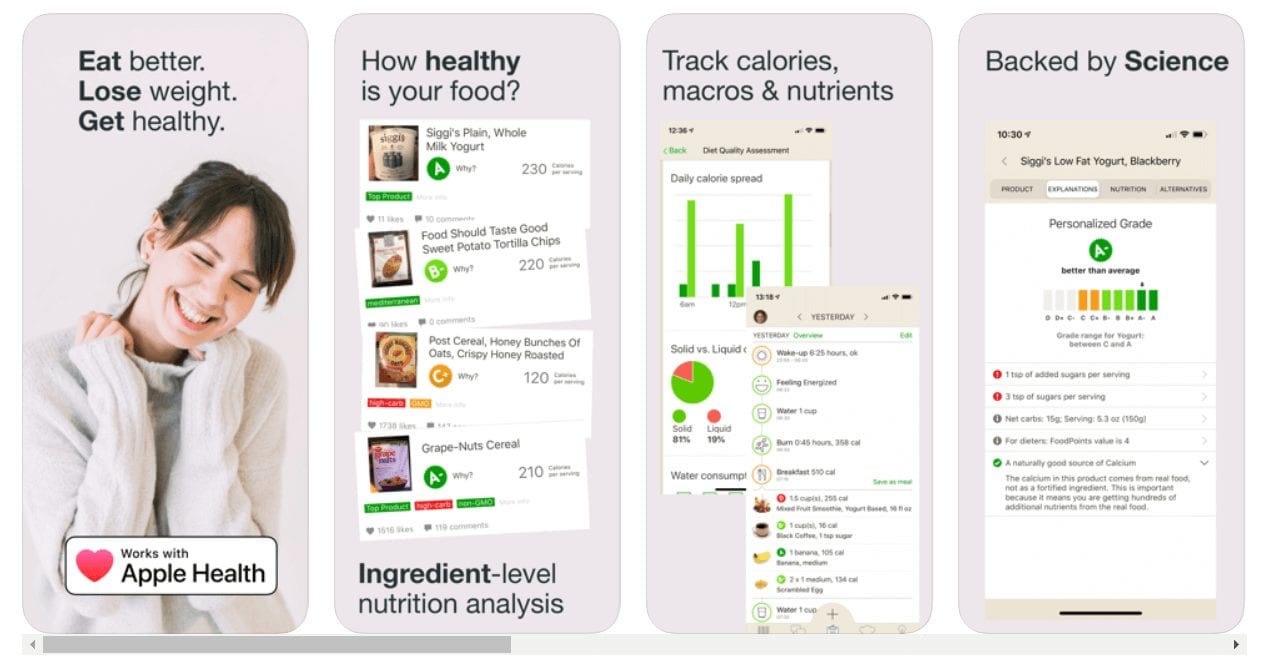 Eat better.
Lose weight.
Get healthy.
Works with
Apple Health
How healthy
is your food?
siggi's
Siggi's Plain, Whole
Milk Yogurt
A Why?
230 Calories
per serving
Top Product More info
11 likes 10 comments
Food Should Taste Good
Sweet Potato Tortilla Chips
B- Why?
220 Calories
per serving
mediterranean More info
90 likes 0 comments
Post Cereal, Honey Bunches Of
Oats, Crispy Honey Roasted
C+ Why?
120 Calories
per serving
high-carb GMO More info
1738 likes
Grape-Nuts Cereal
A- Why?
210 Calories
per serving
Top Product high-carb non-GMO More info
1516 likes 119 comments
Ingredient-level
nutrition analysis
Track calories,
macros & nutrients
12:36
Back Diet Quality Assessment
Daily calorie spread
6am 12pm
Solid vs. Liquid
Solid Liquid
81% 19%
Water consumpt
13:18
YESTERDAY
YESTERDAY Overview Edit
Wake-up 6:25 hours, ok
Feeling Energized
Water 1 cup
Burn 0:45 hours, 358 cal
Breakfast 510 cal
Save as meal
1.5 cup(s), 255 cal
Mixed Fruit Smoothie, Yogurt Based, 16 fl oz
1 cup(s), 16 cal
Black Coffee, 1 tsp sugar
A 1 banana, 105 cal
Banana, medium
2 x 1 medium, 134 cal
Scrambled Egg
Water 1 cup
Backed by Science
10:30
Siggi's Low Fat Yogurt, Blackberry
PRODUCT EXPLANATIONS NUTRITION ALTERNATIVES
Personalized Grade
A-
better than average
D D+ C- C C+ B- B B+ A- A
Grade range for Yogurt:
between C and A
1 tsp of added sugars per serving
3 tsp of sugars per serving
Net carbs: 15g; Serving: 5.3 oz (150g)
For dieters: FoodPoints value is 4
A naturally good source of Calcium
The calcium in this product comes from real food,
not as a fortified ingredient. This is important
because it means you are getting hundreds of
additional nutrients from the real food.